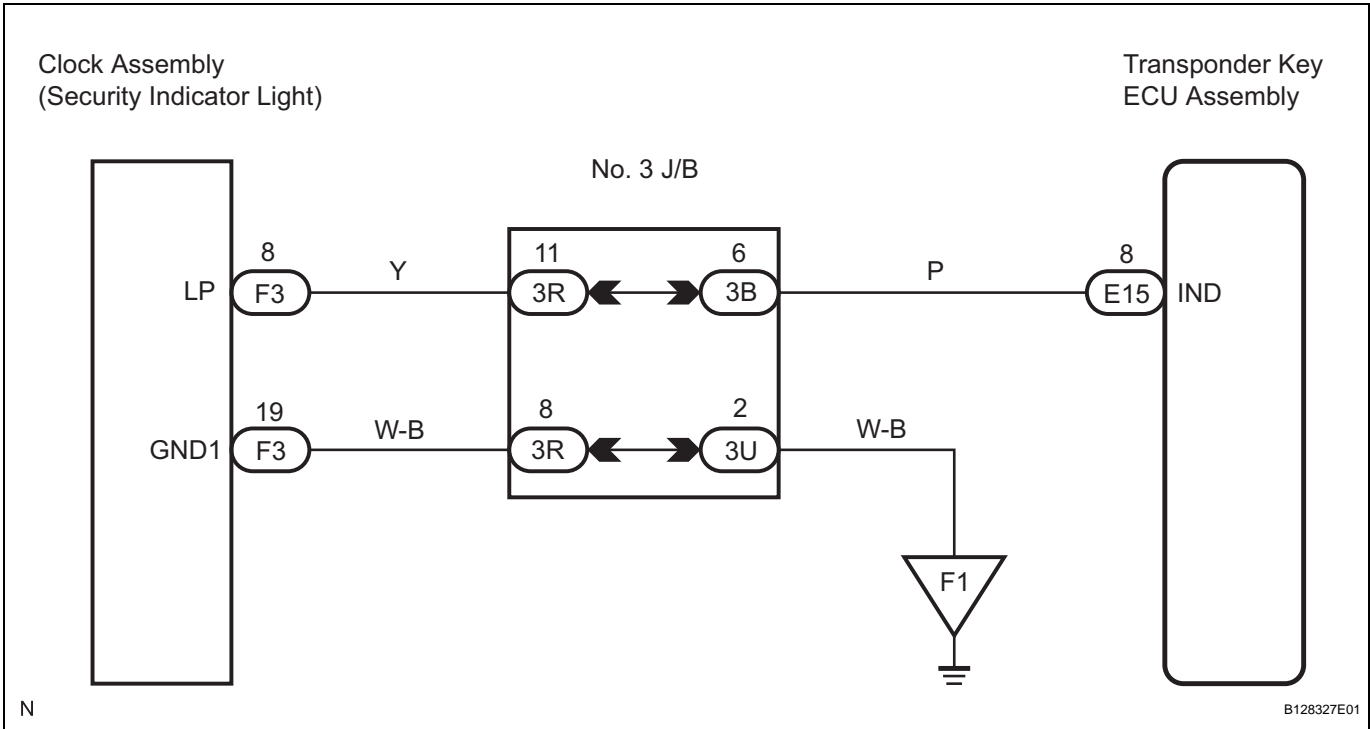 Clock Assembly
(Security Indicator Light)
Transponder Key
ECU Assembly
No. 3 J/B
8
Y
11
6
P
8
LP
F3
3R
3B
E15
IND
19
W-B
8
2
W-B
GND1
F3
3R
3U
F1
N
B128327E01